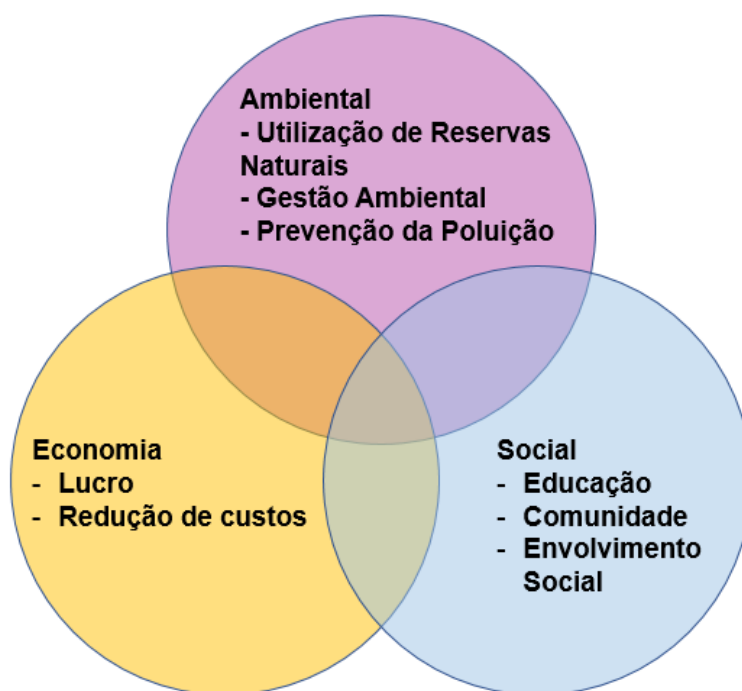 Ambiental
- Utilização de Reservas
Naturais
- Gestão Ambiental
- Prevenção da Poluição
Economia
- Lucro
- Redução de custos
Social
- Educação
- Comunidade
- Envolvimento
Social